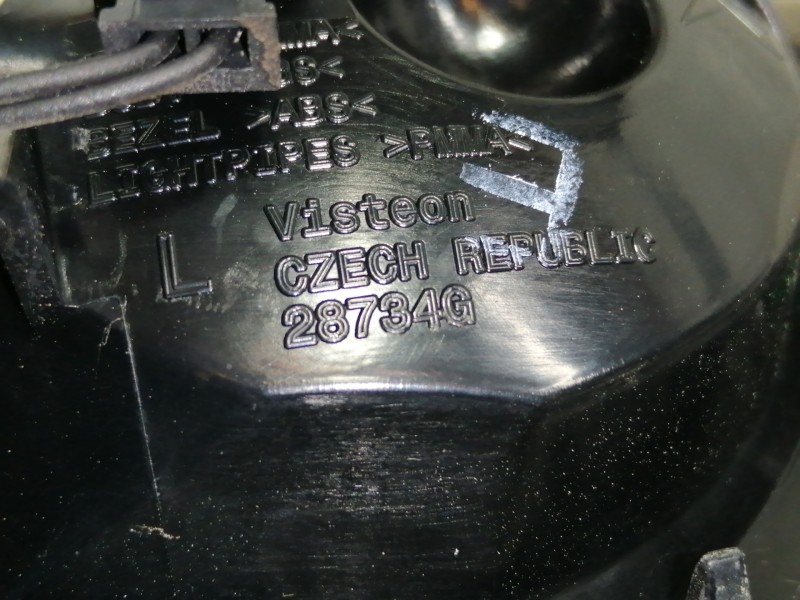 BEZEL >ABS<
LIGHTPIPES >PMMA<
Visteon
L
CZECH REPUBLIC
28734G